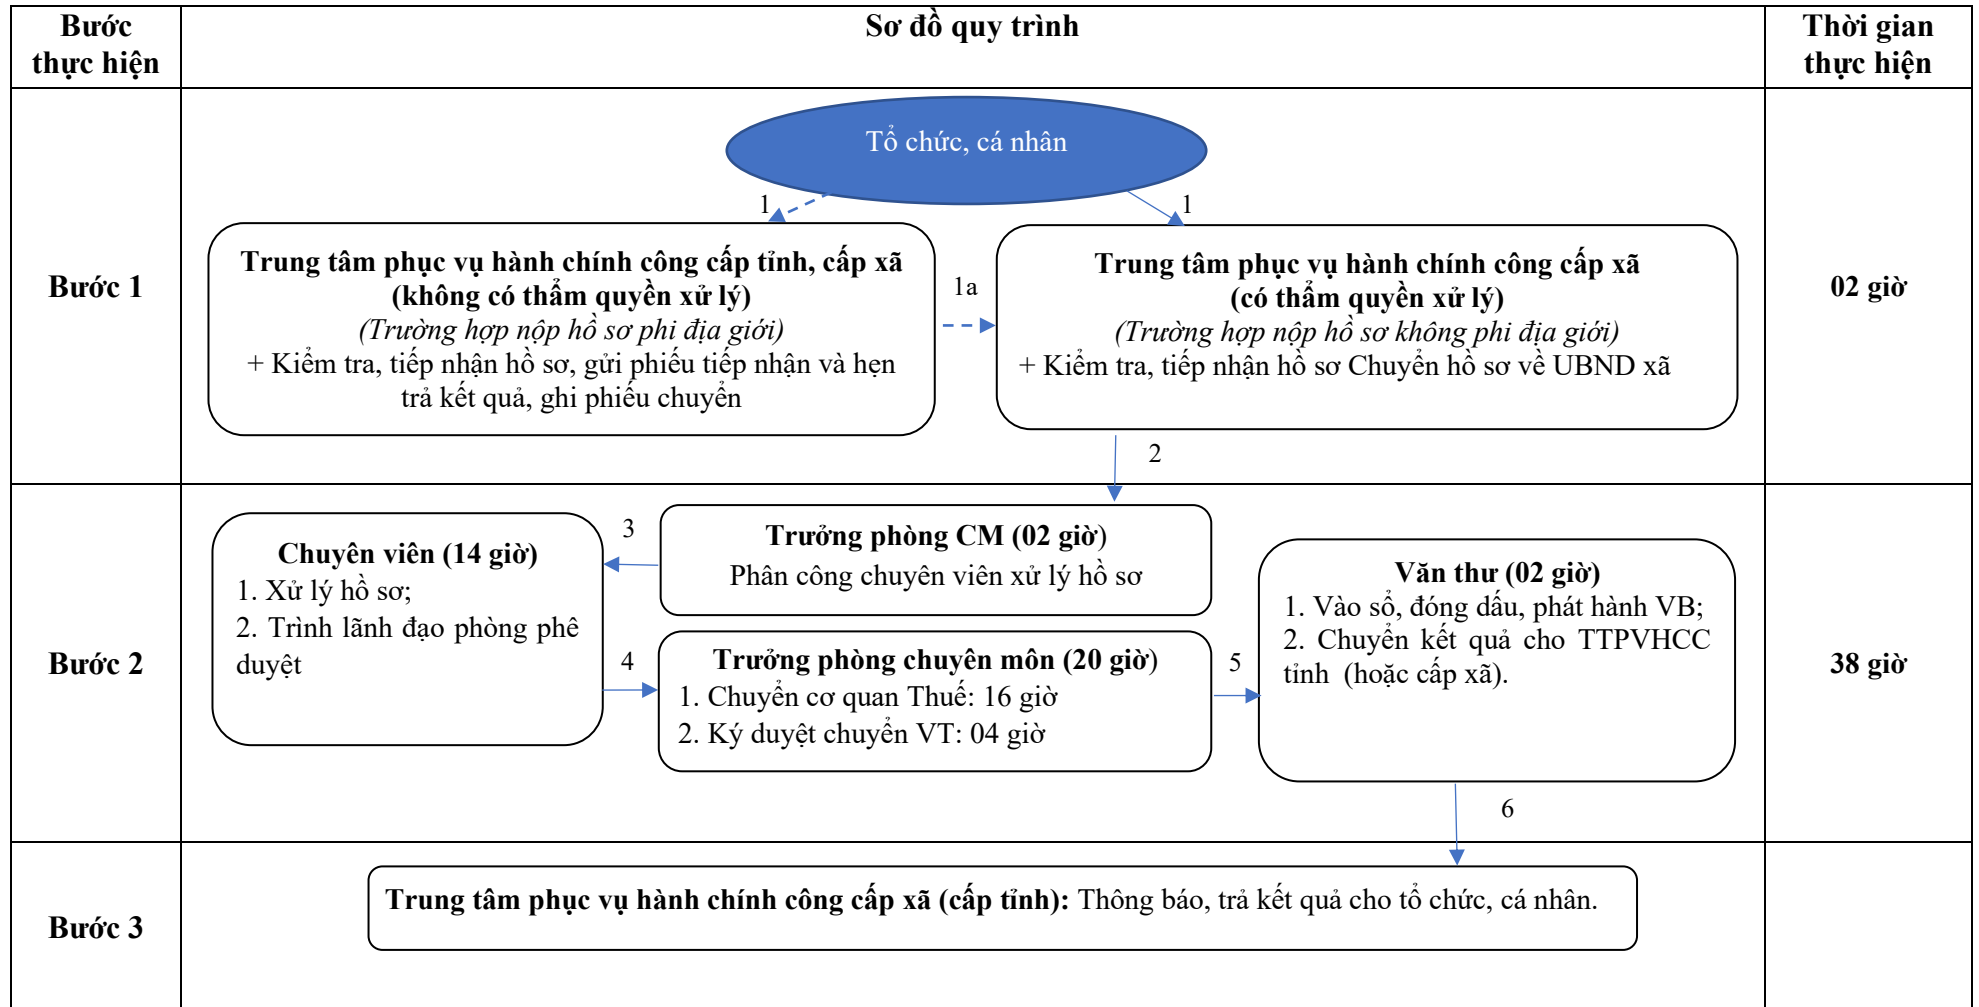 Bước
thực hiện
Sơ đồ quy trình
Thời gian
thực hiện
Bước 1
Tổ chức, cá nhân
1
1
Trung tâm phục vụ hành chính công cấp tỉnh, cấp xã
(không có thẩm quyền xử lý)
(Trường hợp nộp hồ sơ phi địa giới)
+ Kiểm tra, tiếp nhận hồ sơ, gửi phiếu tiếp nhận và hẹn
trả kết quả, ghi phiếu chuyển
1a
Trung tâm phục vụ hành chính công cấp xã
(có thẩm quyền xử lý)
(Trường hợp nộp hồ sơ không phi địa giới)
+ Kiểm tra, tiếp nhận hồ sơ Chuyển hồ sơ về UBND xã
02 giờ
2
Bước 2
Chuyên viên (14 giờ)
1. Xử lý hồ sơ;
2. Trình lãnh đạo phòng phê
duyệt
3
Trưởng phòng CM (02 giờ)
Phân công chuyên viên xử lý hồ sơ
4
Trưởng phòng chuyên môn (20 giờ)
1. Chuyển cơ quan Thuế: 16 giờ
2. Ký duyệt chuyển VT: 04 giờ
5
Văn thư (02 giờ)
1. Vào sổ, đóng dấu, phát hành VB;
2. Chuyển kết quả cho TTPVHCC
tỉnh (hoặc cấp xã).
38 giờ
6
Bước 3
Trung tâm phục vụ hành chính công cấp xã (cấp tỉnh): Thông báo, trả kết quả cho tổ chức, cá nhân.